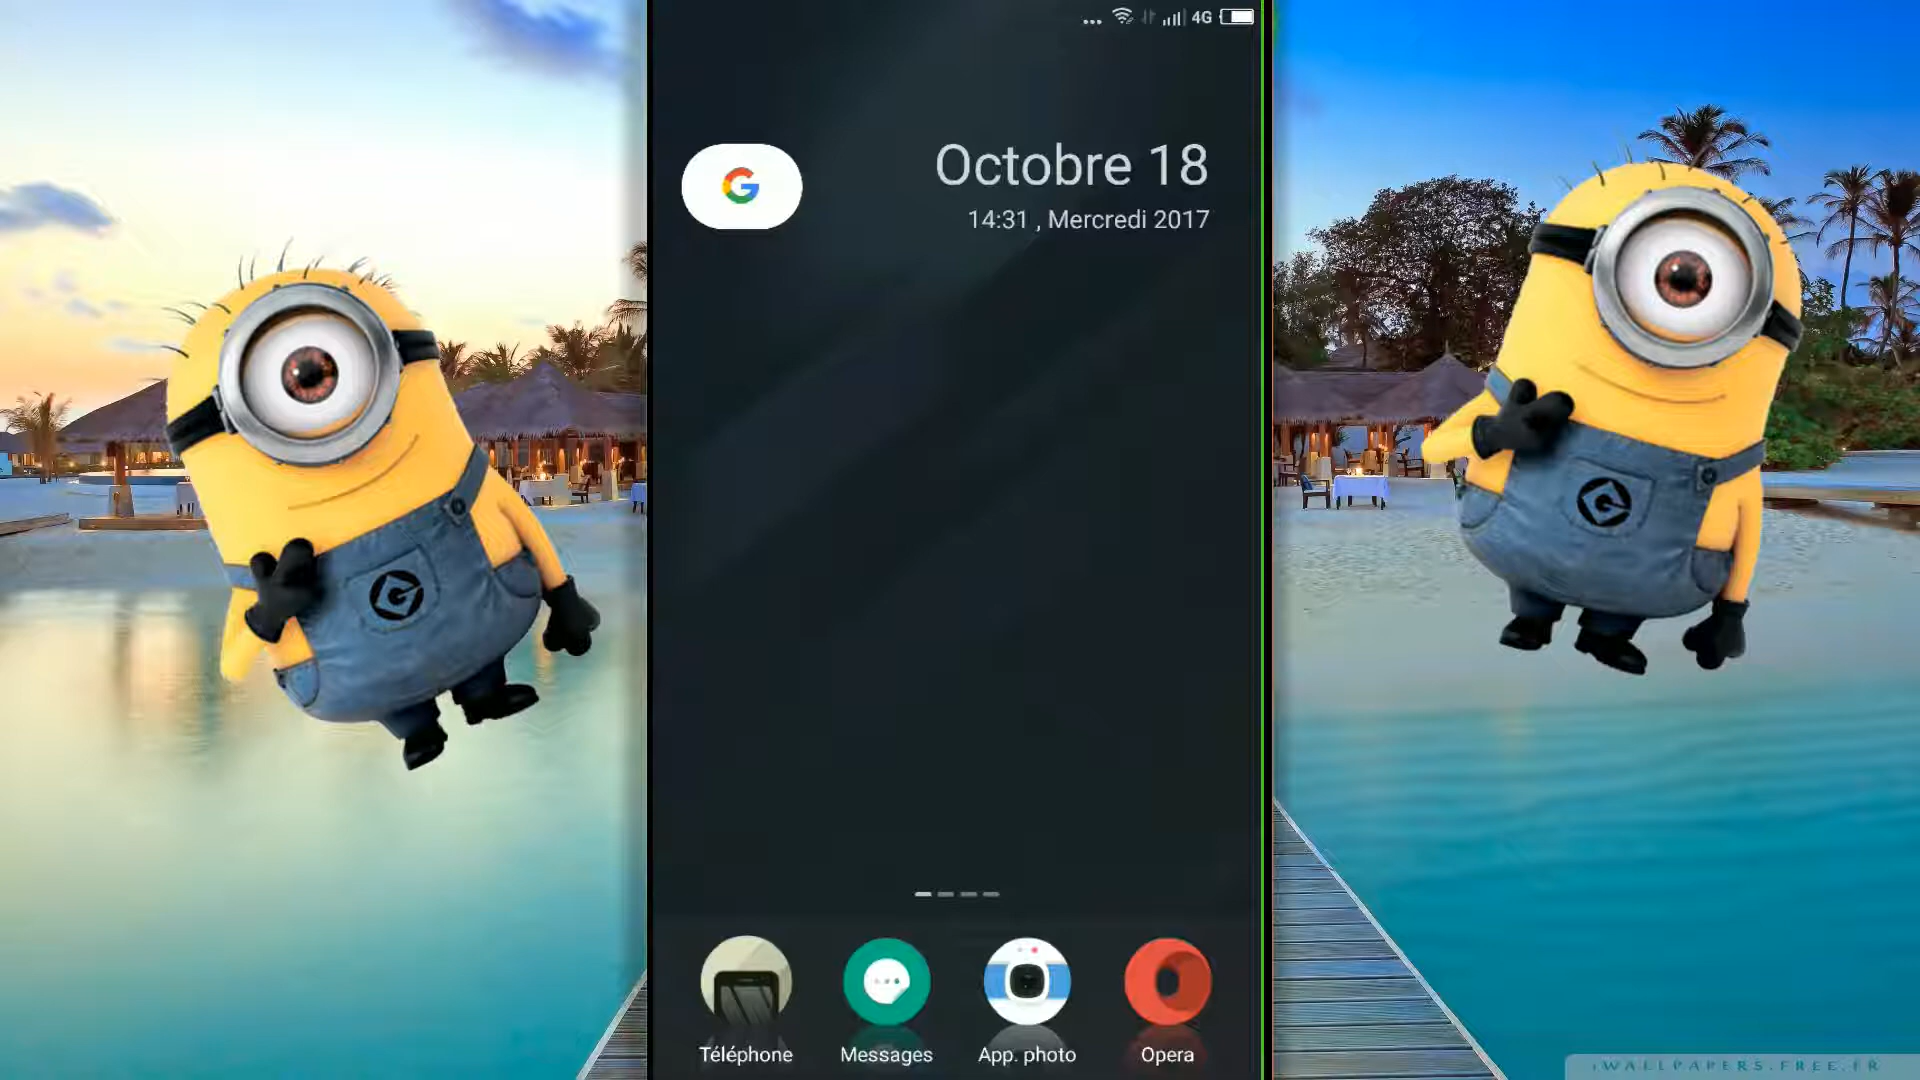 4G
Octobre 18
14:31 , Mercredi 2017
Téléphone
Messages
App. photo
Opera
iWALLPAPERS.FREE.FR